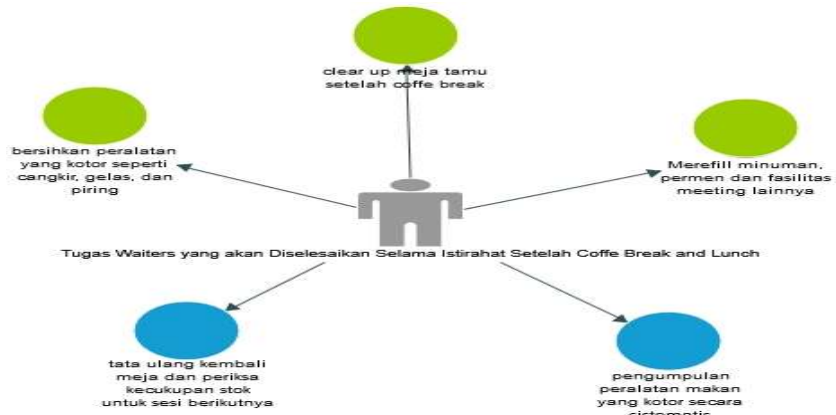 clear up meja tamu
setelah coffe break
bersihkan peralatan
yang kotor seperti
cangkir, gelas, dan
piring
Merefill minuman,
permen dan fasilitas
meeting lainnya
Tugas Waiters yang akan Diselesaikan Selama Istirahat Setelah Coffe Break and Lunch
tata ulang kembali
meja dan periksa
kecukupan stok
untuk sesi berikutnya
pengumpulan
peralatan makan
yang kotor secara